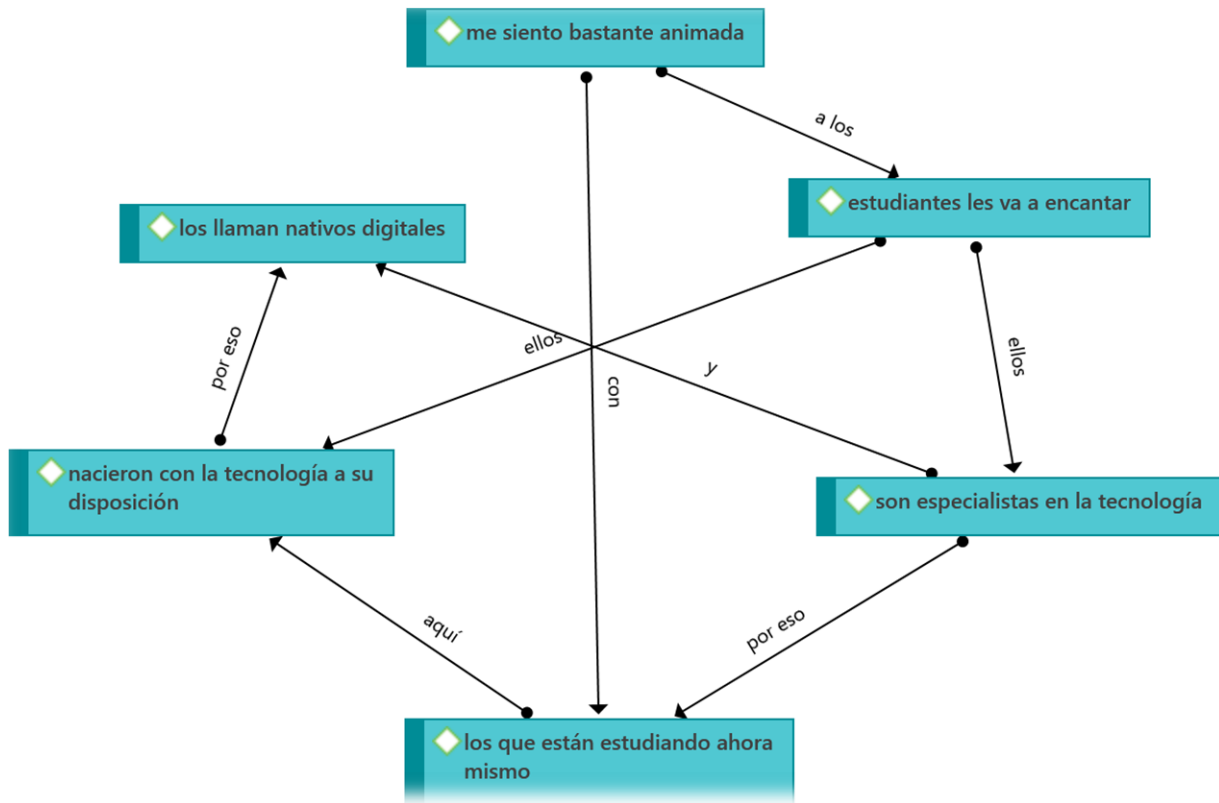 me siento bastante animada
a los
estudiantes les va a encantar
los llaman nativos digitales
ellos
ellos
y
por eso
con
nacieron con la tecnología a su
disposición
son especialistas en la tecnología
aquí
por eso
los que están estudiando ahora
mismo